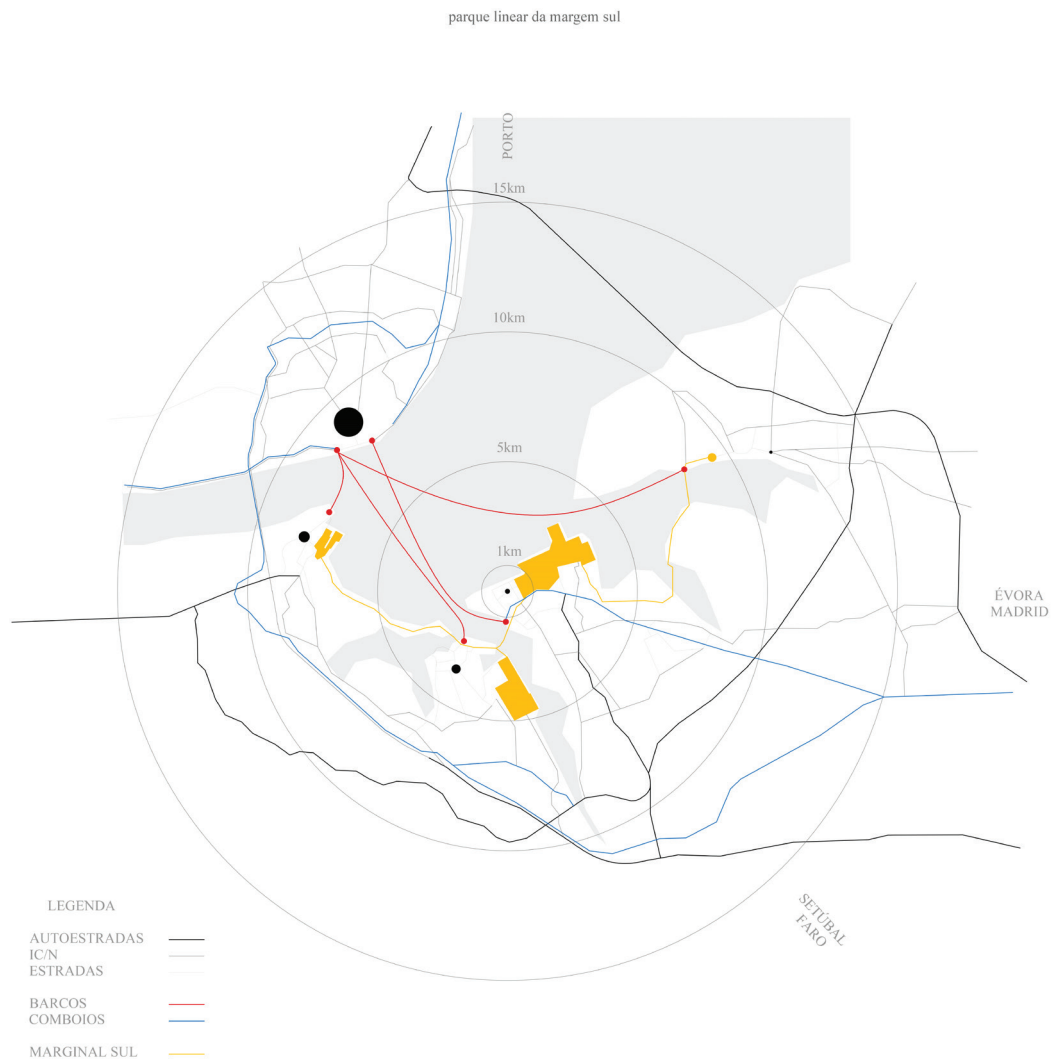 parque linear da margem sul
PORTO
15km
10km
5km
1km
ÉVORA
MADRID
SETÚBAL
FARO
LEGENDA
AUTOESTRADAS
IC/N
ESTRADAS
BARCOS
COMBOIOS
MARGINAL SUL